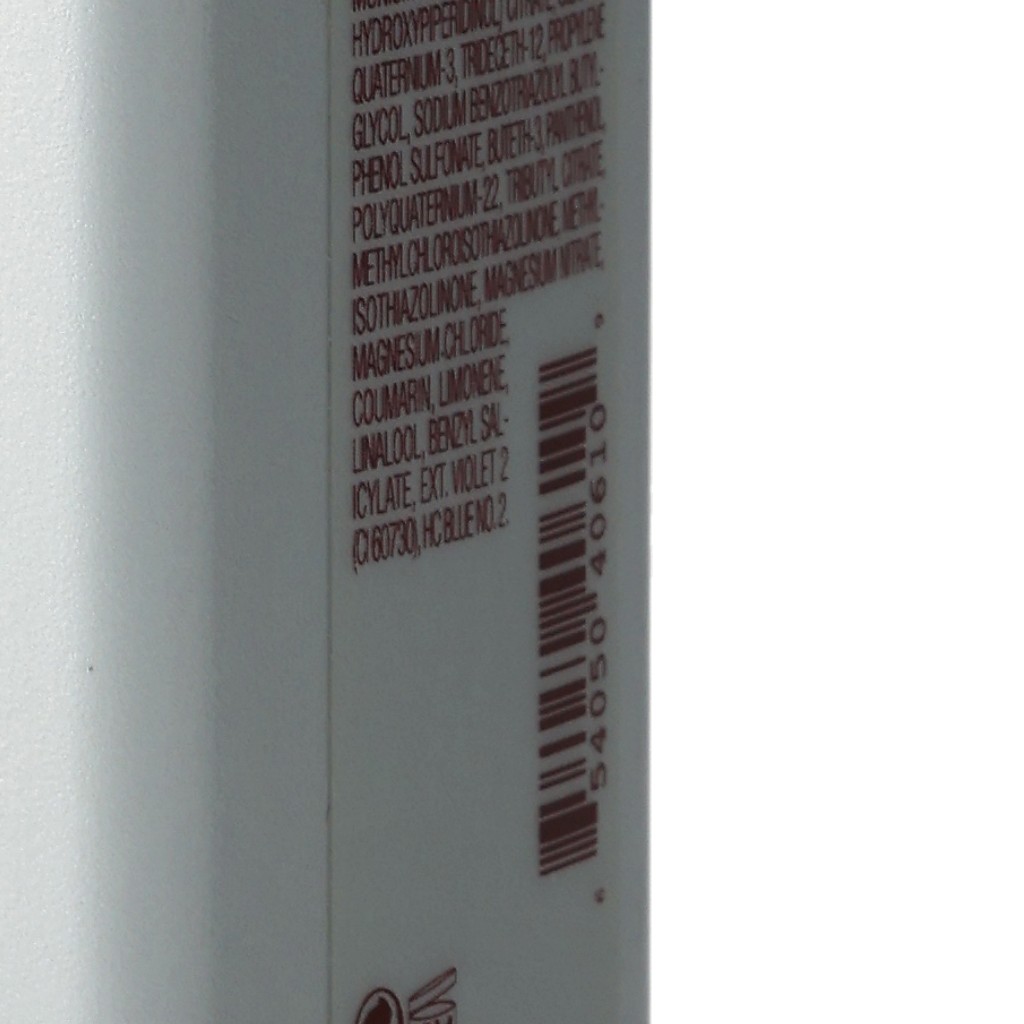 HYDROXYPIPERIDINOL CITRATE,
QUATERNIUM-3, TRIDECETH-12, PROPYLENE
GLYCOL, SODIUM BENZOTRIAZOLYL BUTYL-
PHENOL SULFONATE, BUTETH-3, PANTHENOL,
POLYQUATERNIUM-22, TRIBUTYL CITRATE,
METHYLCHLOROISOTHIAZOLINONE, METHYL-
ISOTHIAZOLINONE, MAGNESIUM NITRATE,
MAGNESIUM CHLORIDE,
COUMARIN, LIMONENE,
LINALOOL, BENZYL SAL-
ICYLATE, EXT. VIOLET 2
(CI 60730), HC BLUE NO. 2.
6 54050 40610 9